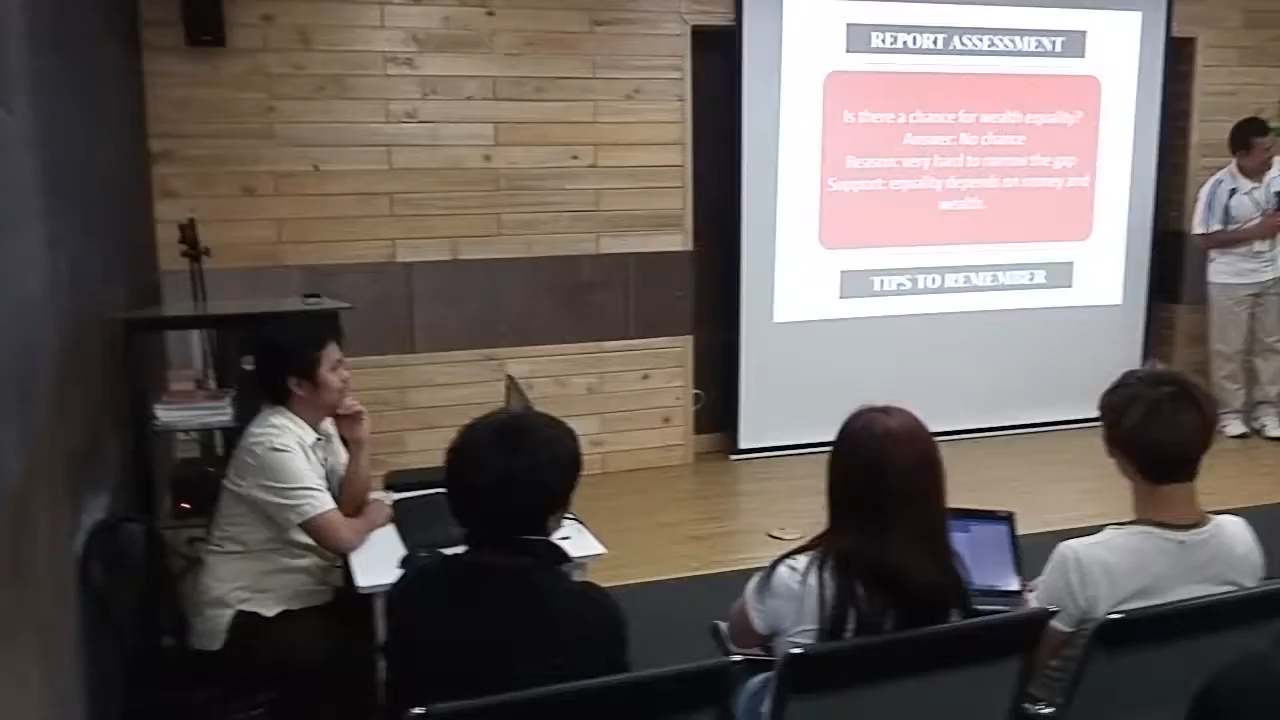 REPORT ASSESSMENT
Is there a chance for wealth equality?
Answer: No chance
Reason: very hard to narrow the gap
Support: equality depends on money and
wealth.
TIPS TO REMEMBER